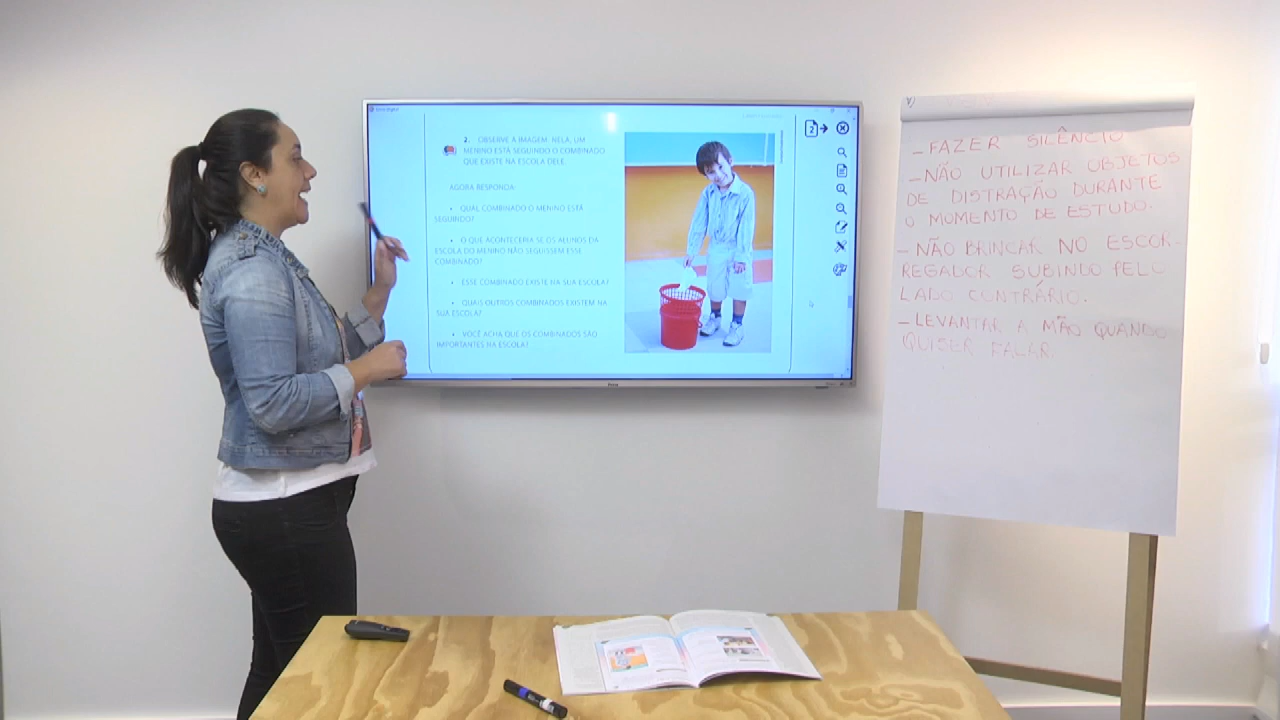 2. OBSERVE A IMAGEM. NELA, UM
MENINO ESTÁ SEGUINDO O COMBINADO
QUE EXISTE NA ESCOLA DELE.
AGORA RESPONDA:
• QUAL COMBINADO O MENINO ESTÁ
SEGUINDO?
• O QUE ACONTECERIA SE OS ALUNOS DA
ESCOLA DO MENINO NÃO SEGUISSEM ESSE
COMBINADO?
• ESSE COMBINADO EXISTE NA SUA ESCOLA?
• QUAIS OUTROS COMBINADOS EXISTEM NA
SUA ESCOLA?
• VOCÊ ACHA QUE OS COMBINADOS SÃO
IMPORTANTES NA ESCOLA?
2
– FAZER SILÊNCIO
– NÃO UTILIZAR OBJETOS
DE DISTRAÇÃO DURANTE
O MOMENTO DE ESTUDO.
– NÃO BRINCAR NO ESCOR-
REGADOR SUBINDO PELO
LADO CONTRÁRIO.
– LEVANTAR A MÃO QUANDO
QUISER FALAR.